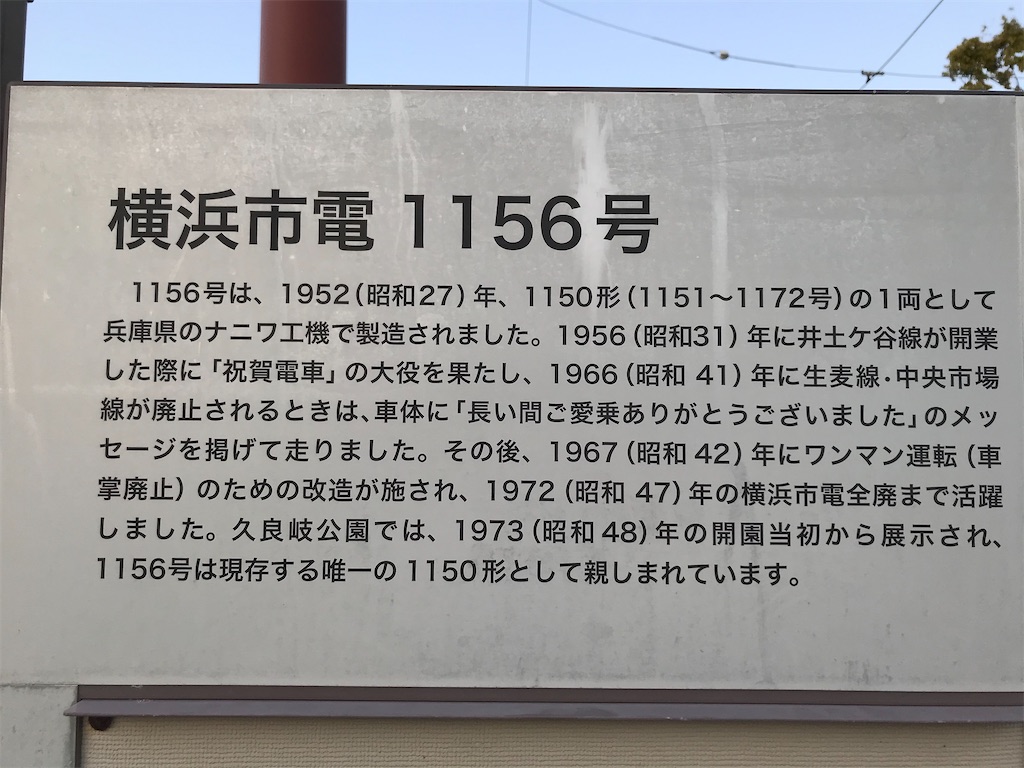 横浜市電 1156号
1156号は、1952(昭和27)年、1150形(1151～1172号)の1両として
兵庫県のナニワ工機で製造されました。1956(昭和31)年に井土ケ谷線が開業
した際に「祝賀電車」の大役を果たし、1966(昭和 41)年に生麦線・中央市場
線が廃止されるときは、車体に「長い間ご愛乗ありがとうございました」のメッ
セージを掲げて走りました。その後、1967(昭和 42)年にワンマン運転(車
掌廃止)のための改造が施され、1972(昭和 47)年の横浜市電全廃まで活躍
しました。久良岐公園では、1973(昭和48)年の開園当初から展示され、
1156号は現存する唯一の1150形として親しまれています。